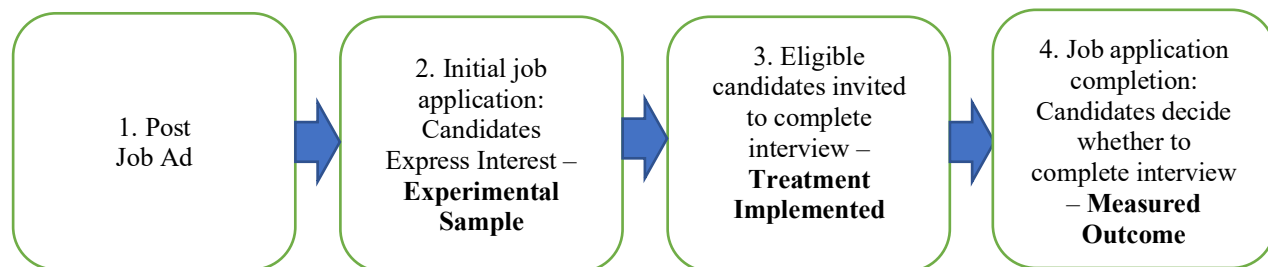 1. Post
Job Ad
2. Initial job
application:
Candidates
Express Interest –
Experimental
Sample
3. Eligible
candidates invited
to complete
interview –
Treatment
Implemented
4. Job application
completion:
Candidates decide
whether to
complete interview
– Measured
Outcome